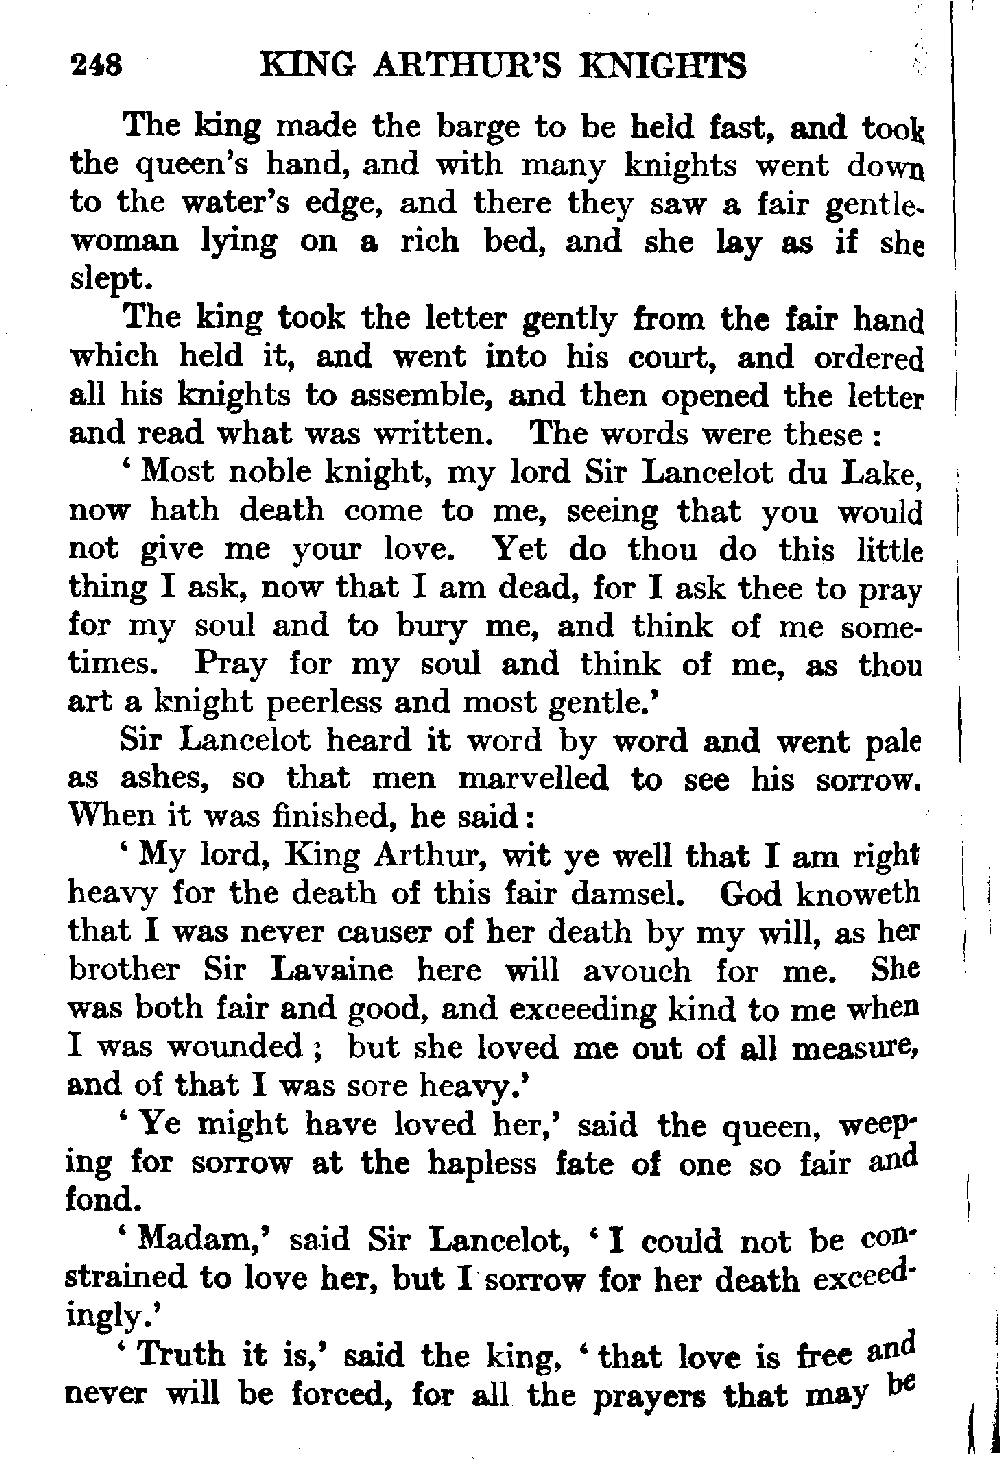 248 KING ARTHUR'S KNIGHTS
The king made the barge to be held fast, and took
the queen's hand, and with many knights went down
to the water's edge, and there they saw a fair gentle-
woman lying on a rich bed, and she lay as if she
slept.
The king took the letter gently from the fair hand
which held it, and went into his court, and ordered
all his knights to assemble, and then opened the letter
and read what was written. The words were these :
' Most noble knight, my lord Sir Lancelot du Lake,
now hath death come to me, seeing that you would
not give me your love. Yet do thou do this little
thing I ask, now that I am dead, for I ask thee to pray
for my soul and to bury me, and think of me some-
times. Pray for my soul and think of me, as thou
art a knight peerless and most gentle.'
Sir Lancelot heard it word by word and went pale
as ashes, so that men marvelled to see his sorrow.
When it was finished, he said :
' My lord, King Arthur, wit ye well that I am right
heavy for the death of this fair damsel. God knoweth
that I was never causer of her death by my will, as her
brother Sir Lavaine here will avouch for me. She
was both fair and good, and exceeding kind to me when
I was wounded ; but she loved me out of all measure,
and of that I was sore heavy.'
' Ye might have loved her,' said the queen, weep-
ing for sorrow at the hapless fate of one so fair and
fond.
' Madam,' said Sir Lancelot, ' I could not be con-
strained to love her, but I sorrow for her death exceed-
ingly.'
' Truth it is,' said the king, ' that love is free and
never will be forced, for all the prayers that may be